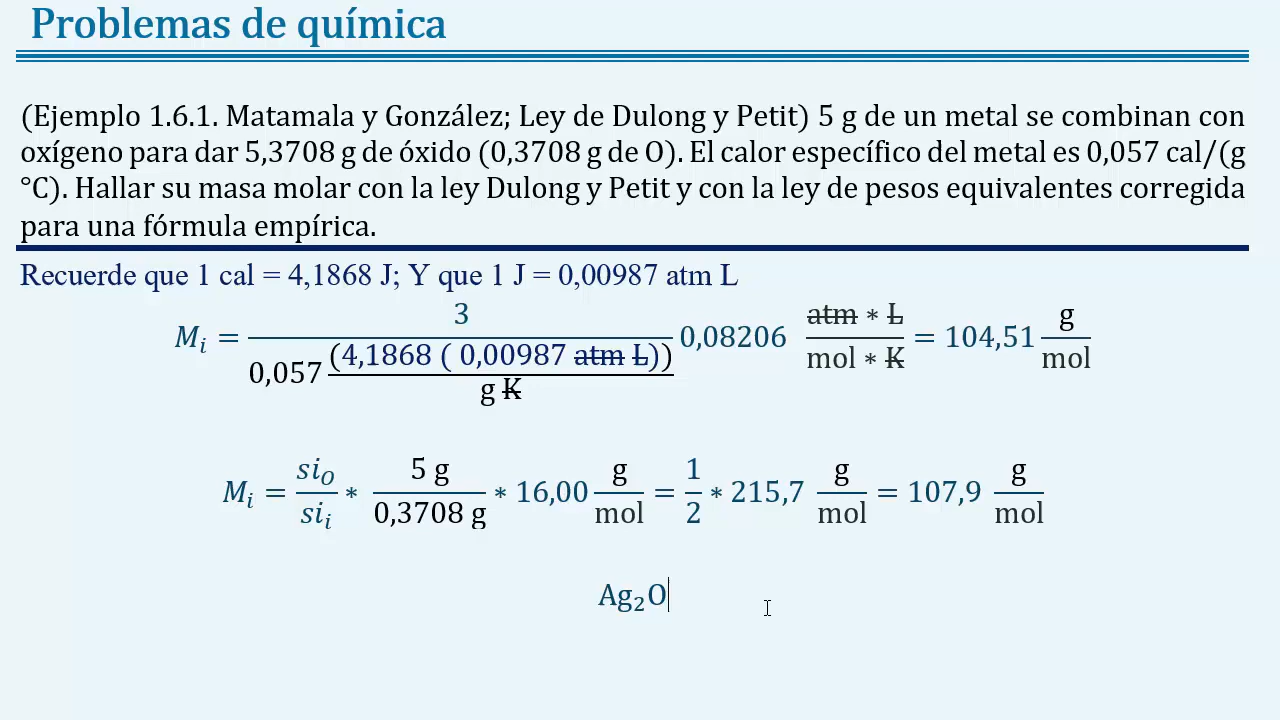 Problemas de química
(Ejemplo 1.6.1. Matamala y González; Ley de Dulong y Petit) 5 g de un metal se combinan con
oxígeno para dar 5,3708 g de óxido (0,3708 g de O). El calor específico del metal es 0,057 cal/(g
°C). Hallar su masa molar con la ley Dulong y Petit y con la ley de pesos equivalentes corregida
para una fórmula empírica.
Recuerde que 1 cal = 4,1868 J; Y que 1 J = 0,00987 atm L
Mᵢ = 3 / (0,057 (4,1868 ( 0,00987 atm L)) / g K) 0,08206 atm ∗ L / mol ∗ K = 104,51 g / mol
Mᵢ = si_O / siᵢ ∗ 5 g / 0,3708 g ∗ 16,00 g / mol = 1 / 2 ∗ 215,7 g / mol = 107,9 g / mol
Ag₂O